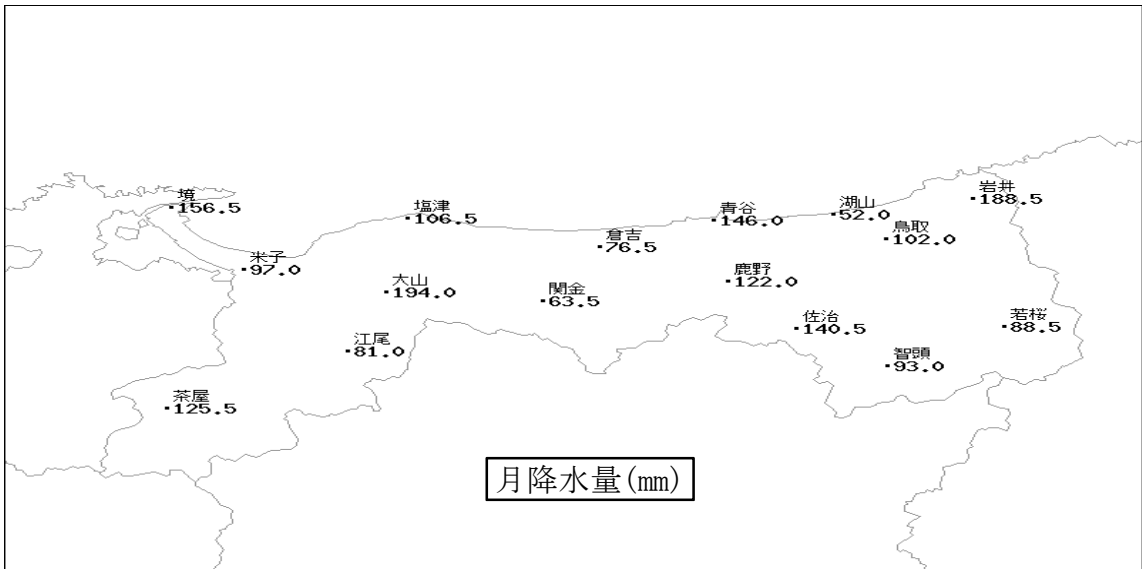 境
・156.5
塩津
・106.5
青谷
・146.0
湖山
・52.0
岩井
・188.5
鳥取
・102.0
倉吉
・76.5
米子
・97.0
大山
・194.0
関金
・63.5
鹿野
・122.0
佐治
・140.5
若桜
・88.5
江尾
・81.0
智頭
・93.0
茶屋
・125.5
月降水量(㎜)